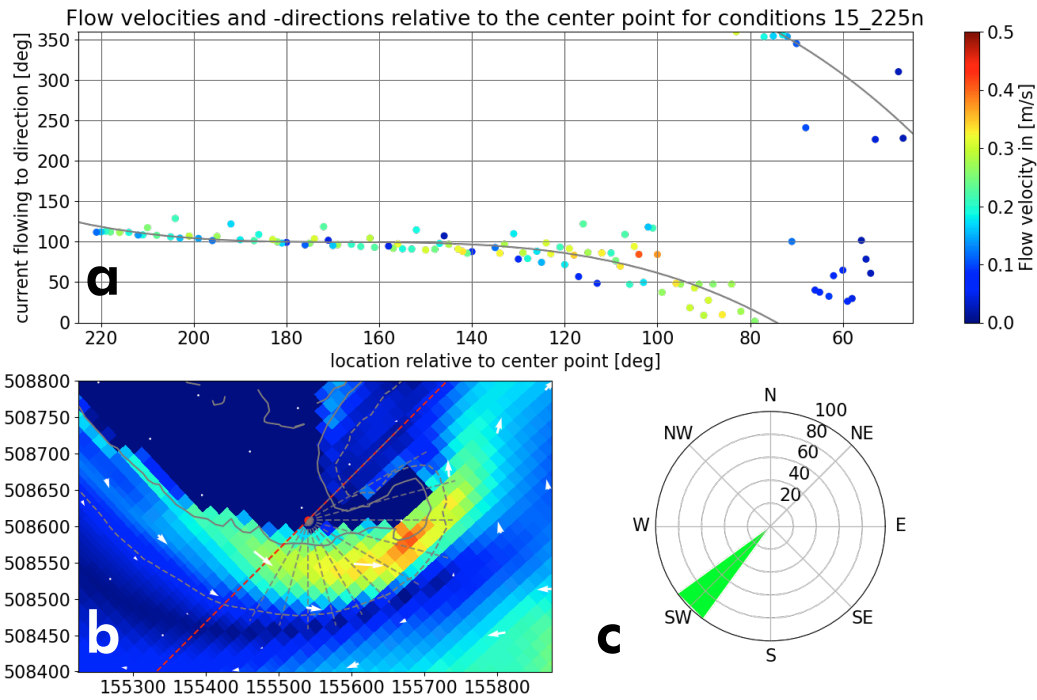 Flow velocities and -directions relative to the center point for conditions 15_225n
current flowing to direction [deg]
350
300
250
200
150
100
50
0
a
220 200 180 160 140 120 100 80 60
location relative to center point [deg]
0.5
0.4
0.3
0.2
0.1
0.0
Flow velocity in [m/s]
508800
508750
508700
508650
508600
508550
508500
508450
508400
b
155300 155400 155500 155600 155700 155800
c
N
NE
E
SE
S
SW
W
NW
100
80
60
40
20